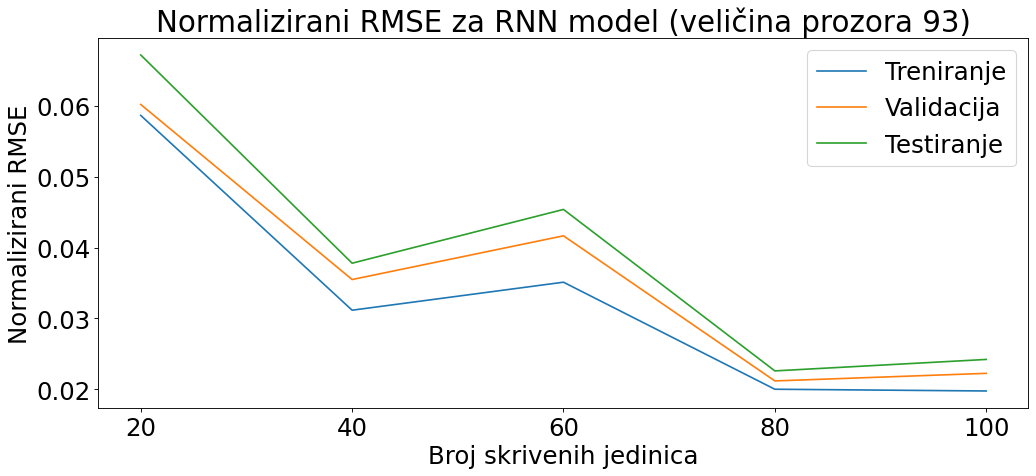 Normalizirani RMSE za RNN model (veličina prozora 93)
Treniranje
Validacija
Testiranje
Normalizirani RMSE
0.06
0.05
0.04
0.03
0.02
20 40 60 80 100
Broj skrivenih jedinica